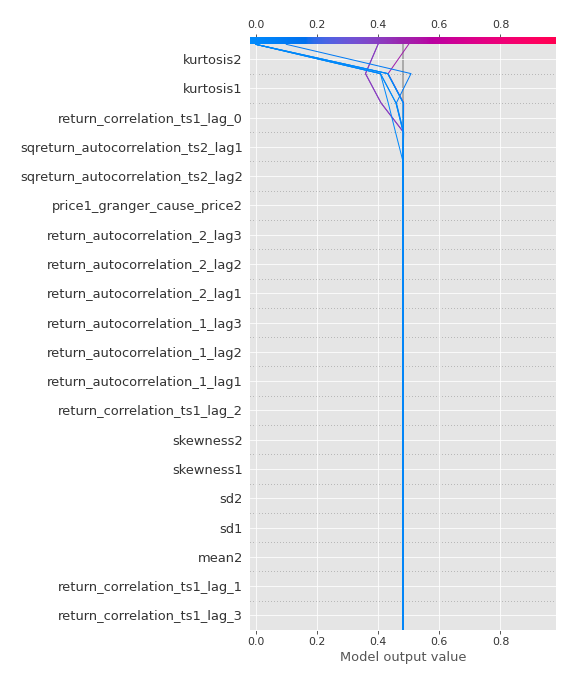 0.0 0.2 0.4 0.6 0.8
kurtosis2
kurtosis1
return_correlation_ts1_lag_0
sqreturn_autocorrelation_ts2_lag1
sqreturn_autocorrelation_ts2_lag2
price1_granger_cause_price2
return_autocorrelation_2_lag3
return_autocorrelation_2_lag2
return_autocorrelation_2_lag1
return_autocorrelation_1_lag3
return_autocorrelation_1_lag2
return_autocorrelation_1_lag1
return_correlation_ts1_lag_2
skewness2
skewness1
sd2
sd1
mean2
return_correlation_ts1_lag_1
return_correlation_ts1_lag_3
0.0 0.2 0.4 0.6 0.8
Model output value